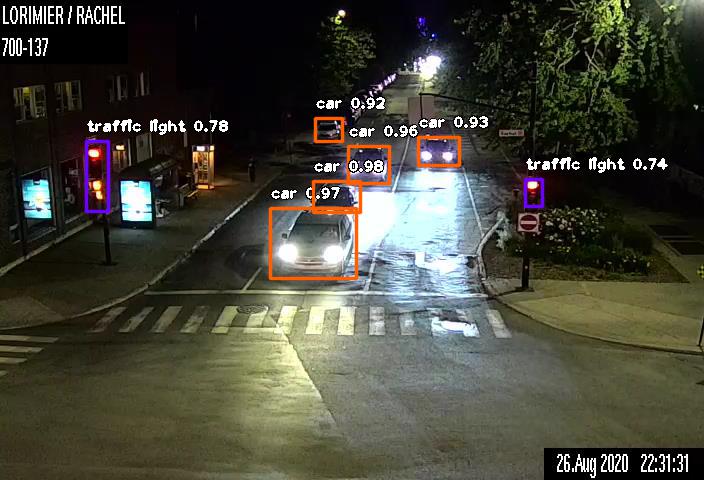 LORIMIER / RACHEL
700-137
car 0.92
traffic light 0.78
car 0.96
car 0.93
car 0.98
traffic light 0.74
car 0.97
26.Aug 2020 22:31:31